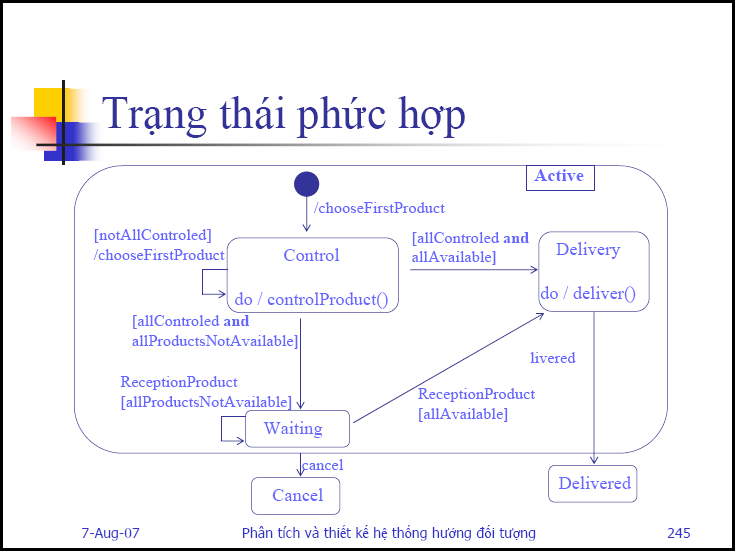 Trạng thái phức hợp
Active
/chooseFirstProduct
[notAllControled]
/chooseFirstProduct
Control
do / controlProduct()
[allControled and
allAvailable]
Delivery
do / deliver()
[allControled and
allProductsNotAvailable]
livered
ReceptionProduct
[allProductsNotAvailable]
ReceptionProduct
[allAvailable]
Waiting
cancel
Cancel
Delivered
7-Aug-07
Phân tích và thiết kế hệ thống hướng đối tượng
245